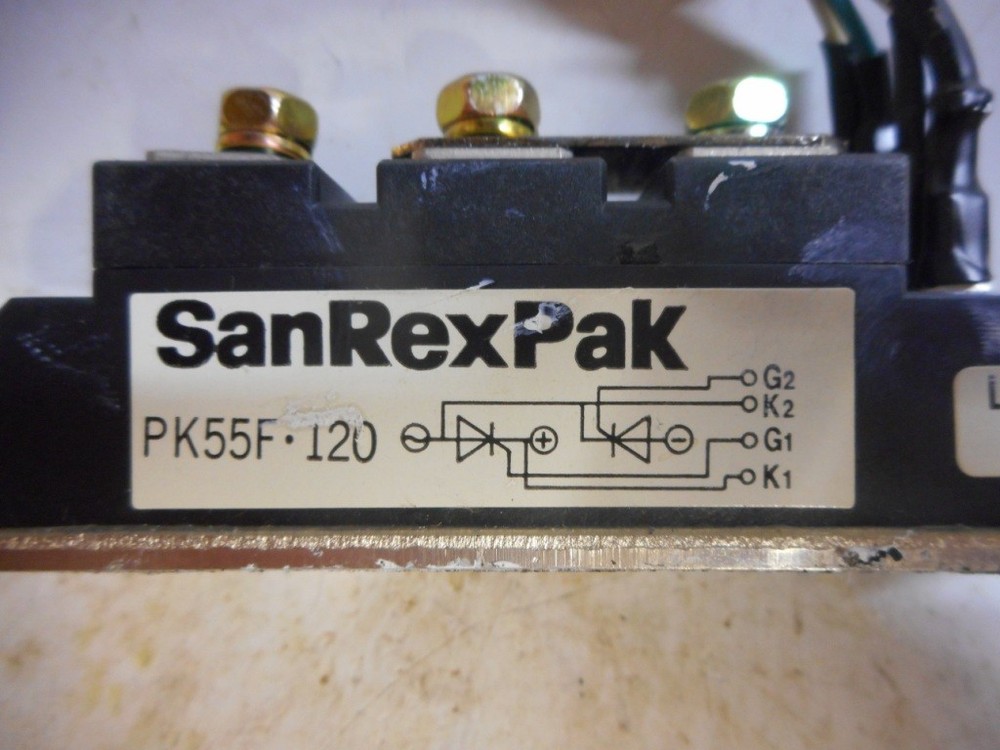 SanRexPak
PK55F·120
~
+
−
G2
K2
G1
K1
L